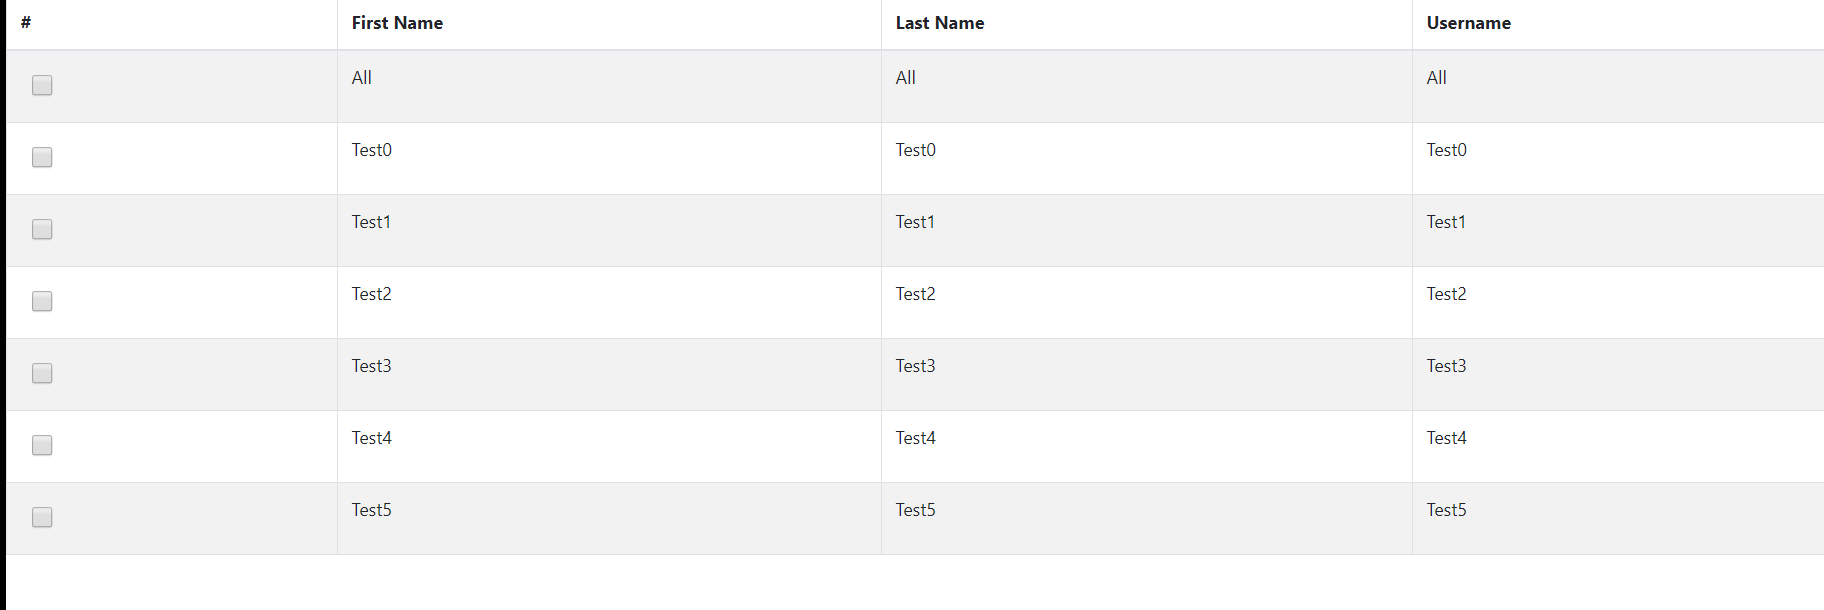 # First Name Last Name Username
All All All
Test0 Test0 Test0
Test1 Test1 Test1
Test2 Test2 Test2
Test3 Test3 Test3
Test4 Test4 Test4
Test5 Test5 Test5